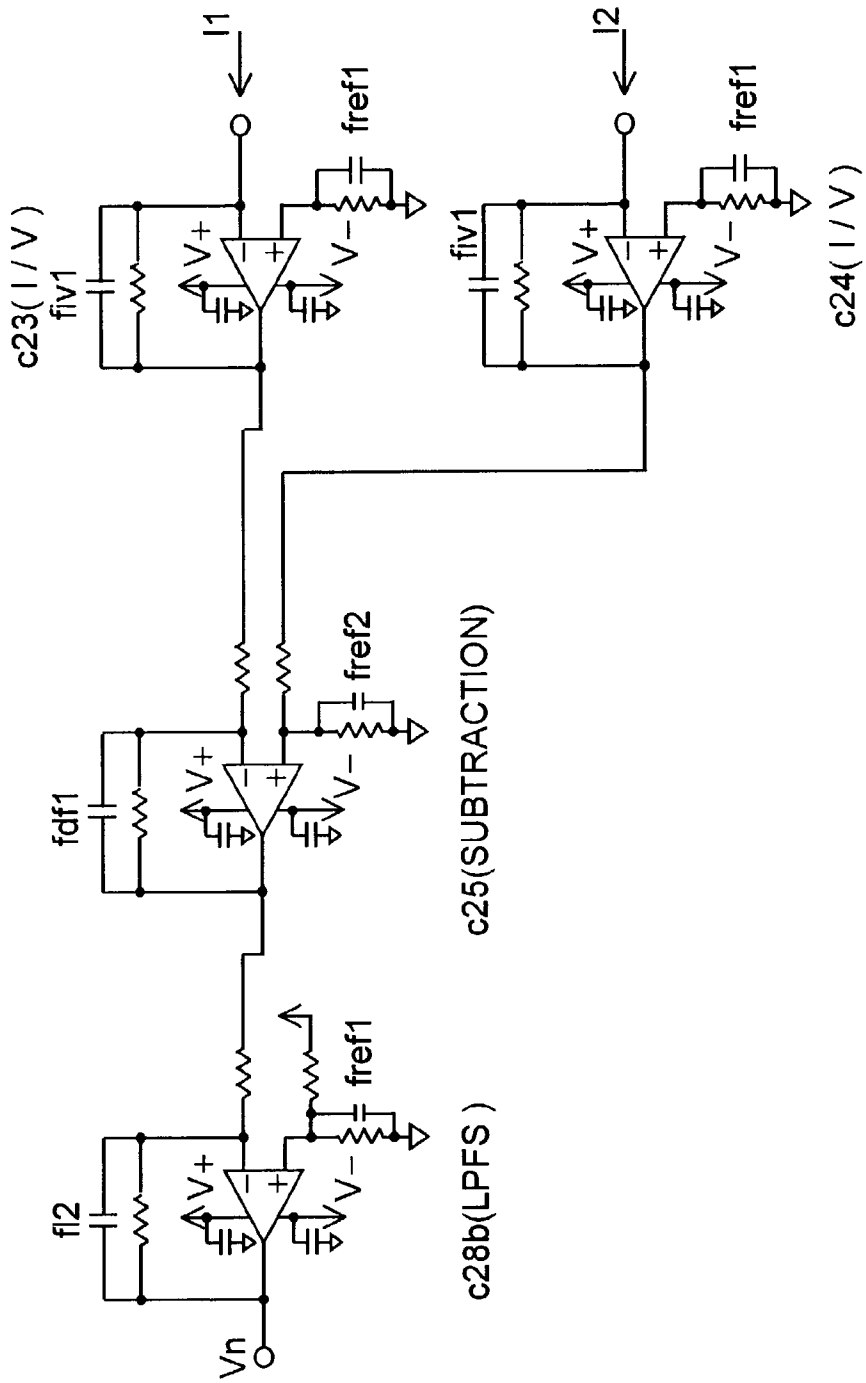 c23( I / V )
fiv1
I1
V+
−
+
V−
fref1
fiv1
I2
V+
−
+
V−
fref1
c24( I / V )
fdf1
V+
−
+
V−
fref2
c25(SUBTRACTION)
fl2
V+
−
+
V−
fref1
c28b(LPFS )
Vn